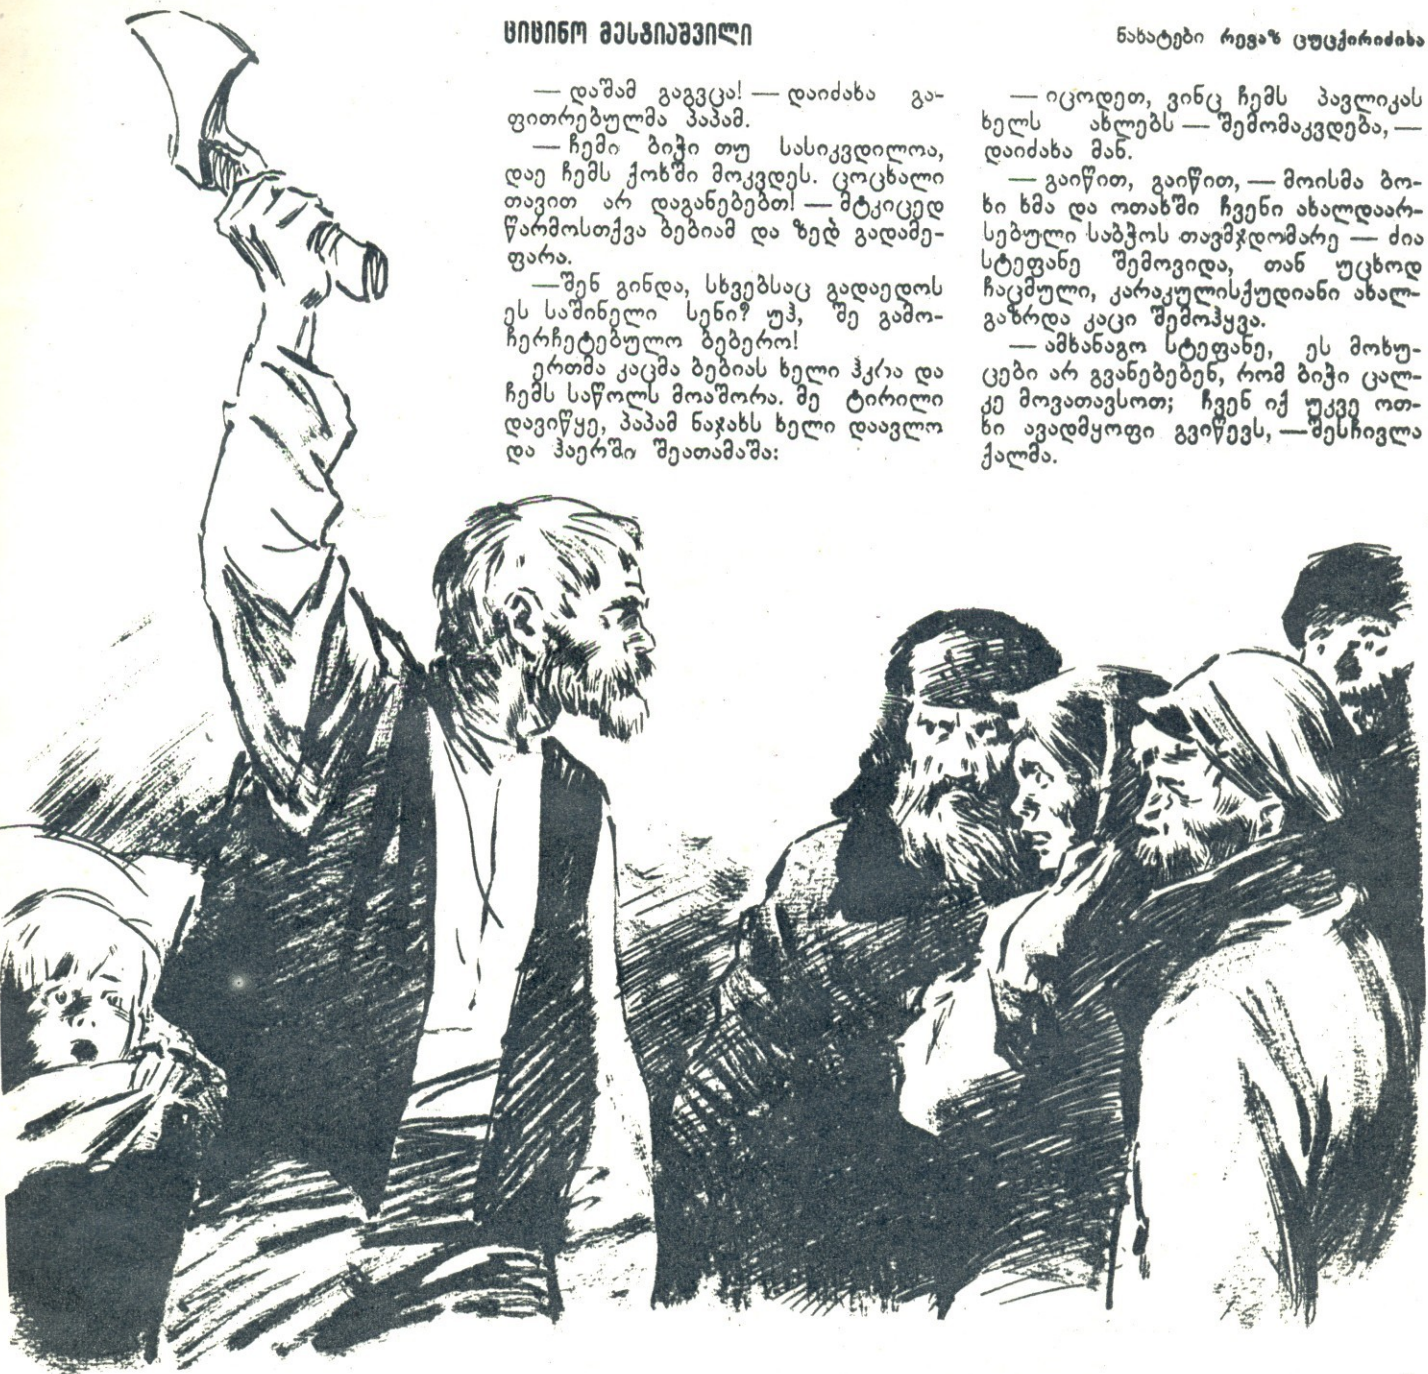 ციცინო მესტიაშვილი
ნახატები რევაზ ცუცქირიძისა
— დაშამ გაგვცა! — დაიძახა გა-
ფითრებულმა პაპამ.
— ჩემი ბიჭი თუ სასიკვდილოა,
დაე ჩემს ქოხში მოკვდეს. ცოცხალი
თავით არ დაგანებებთ! — მტკიცედ
წარმოსთქვა ბებიამ და ზედ გადამე-
ფარა.
—შენ გინდა, სხვებსაც გადაედოს
ეს საშინელი სენი? უჰ, შე გამო-
ჩერჩეტებულო ბებერო!
ერთმა კაცმა ბებიას ხელი ჰკრა და
ჩემს საწოლს მოაშორა. მე ტირილი
დავიწყე, პაპამ ნაჯახს ხელი დაავლო
და ჰაერში შეათამაშა:
— იცოდეთ, ვინც ჩემს პავლიკას
ხელს ახლებს — შემომაკვდება, —
დაიძახა მან.
— გაიწით, გაიწით, — მოისმა ბო-
ხი ხმა და ოთახში ჩვენი ახალდაარ-
სებული საბჭოს თავმჯდომარე — ძია
სტეფანე შემოვიდა, თან უცხოდ
ჩაცმული, კარაკულისქუდიანი ახალ-
გაზრდა კაცი შემოჰყვა.
— ამხანაგო სტეფანე, ეს მოხუ-
ცები არ გვანებებენ, რომ ბიჭი ცალ-
კე მოვათავსოთ; ჩვენ იქ უკვე ოთ-
ხი ავადმყოფი გვიწევს, —შესჩივლა
ქალმა.